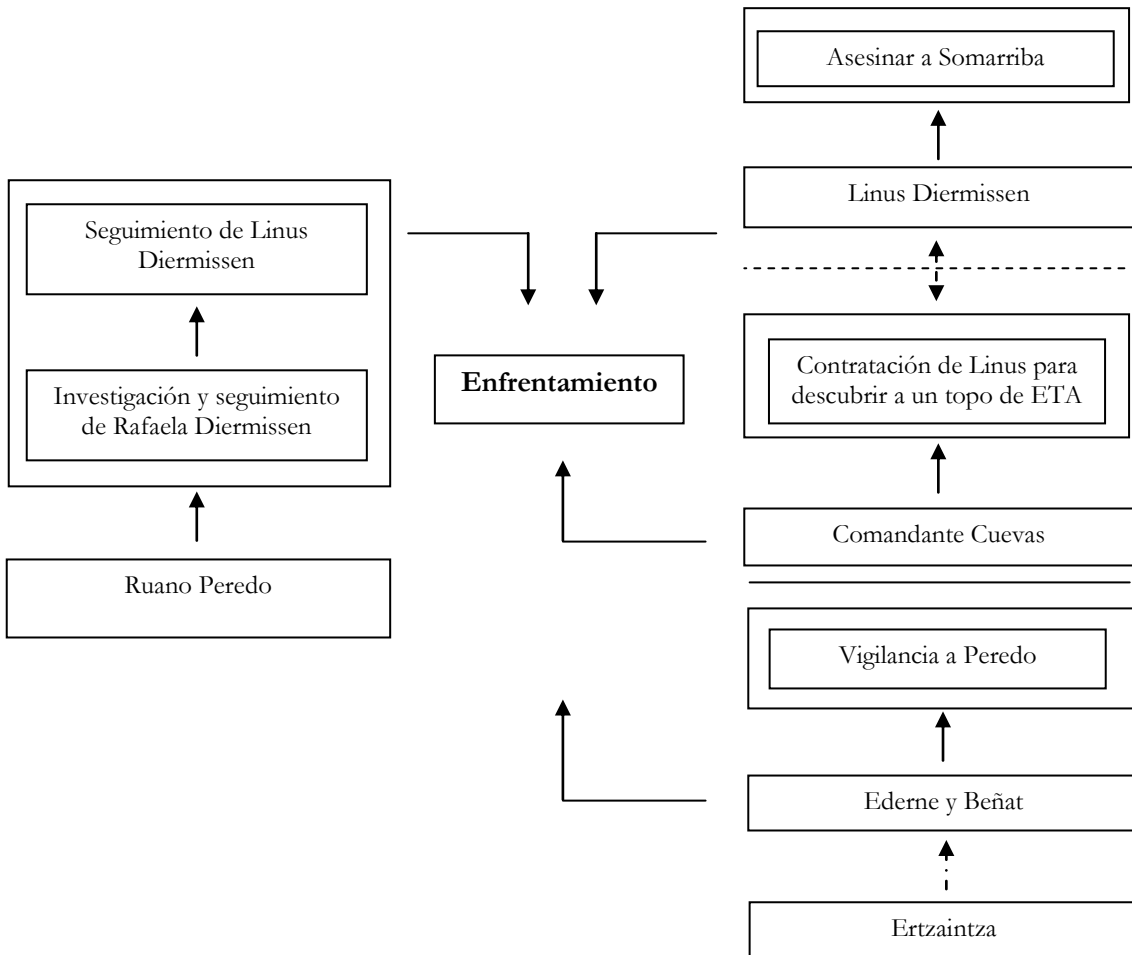 Asesinar a Somarriba
Linus Diermissen
Seguimiento de Linus
Diermissen
Contratación de Linus para
descubrir a un topo de ETA
Enfrentamiento
Investigación y seguimiento
de Rafaela Diermissen
Comandante Cuevas
Ruano Peredo
Vigilancia a Peredo
Ederne y Beñat
Ertzaintza